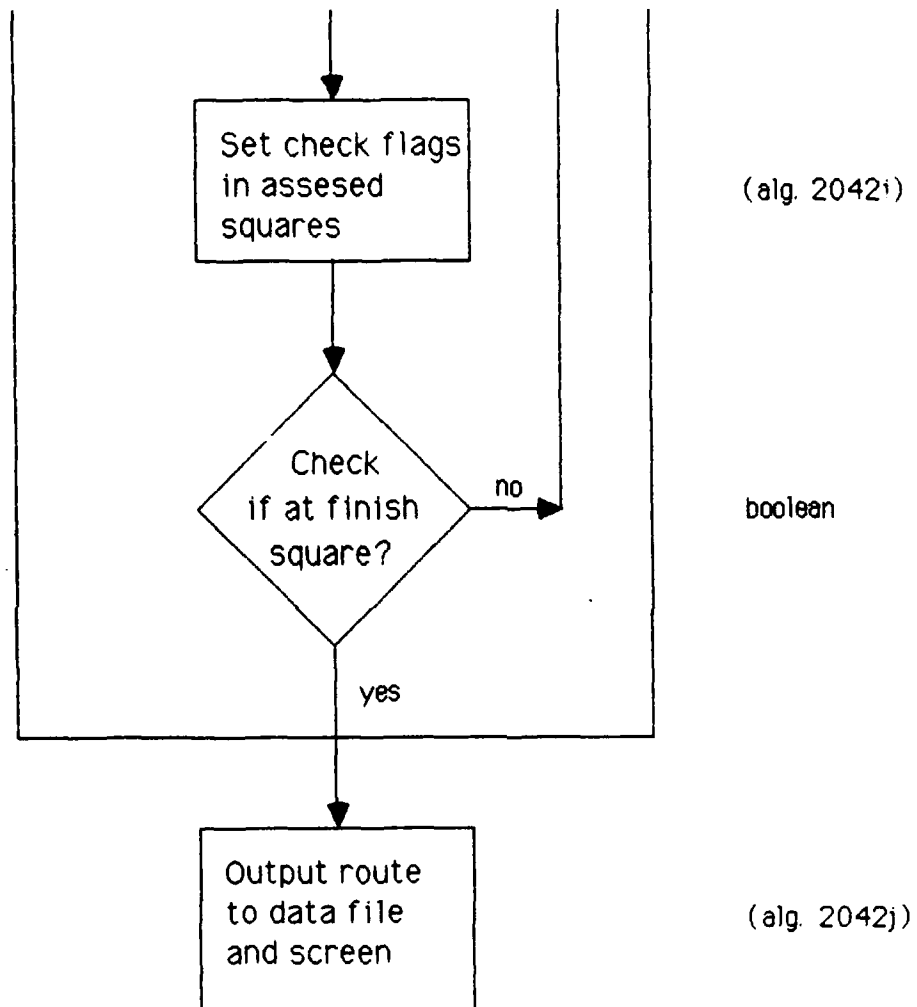 Set check flags
in assesed
squares
(alg. 2042i)
Check
if at finish
square?
no
boolean
yes
Output route
to data file
and screen
(alg. 2042j)